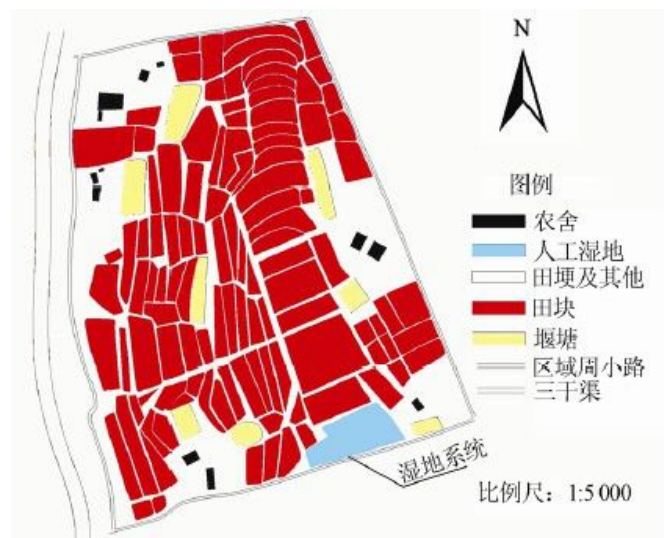 N
图例
农舍
人工湿地
田埂及其他
田块
堰塘
区域周小路
三干渠
湿地系统
比例尺：1:5 000